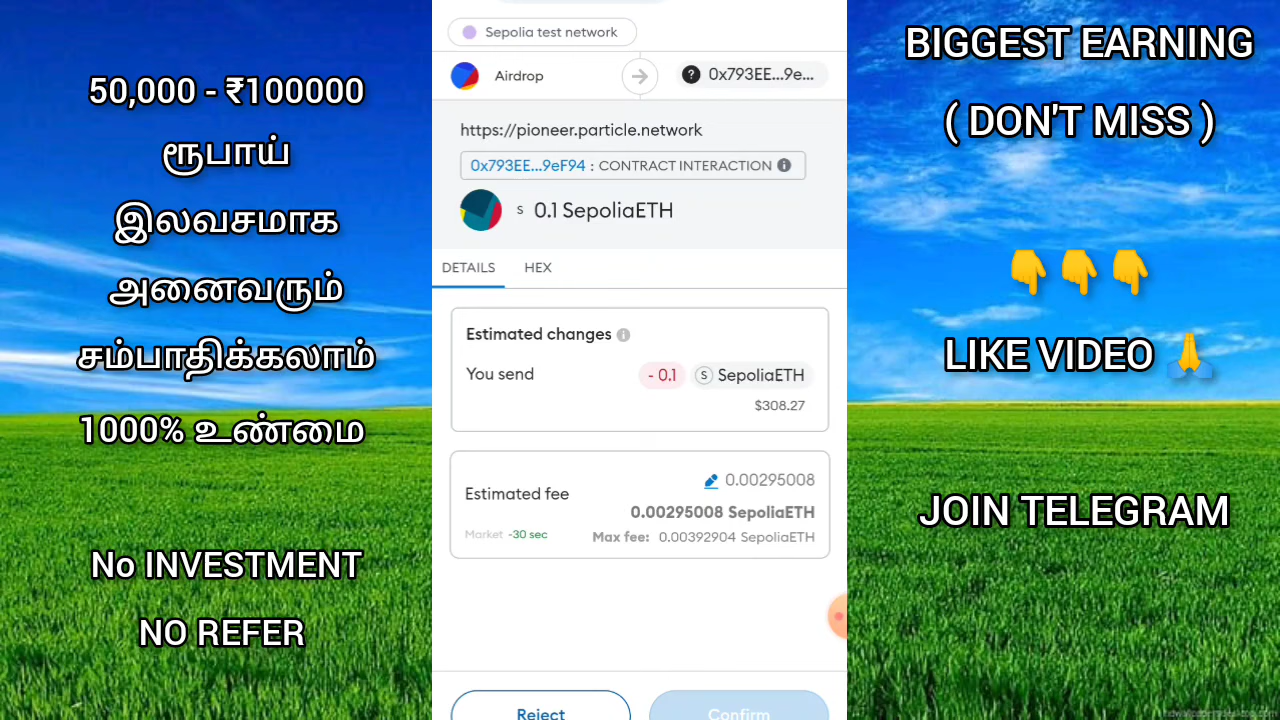 50,000 - ₹100000
ரூபாய்
இலவசமாக
அனைவரும்
சம்பாதிக்கலாம்
1000% உண்மை
No INVESTMENT
NO REFER
Sepolia test network
Airdrop
0x793EE...9e...
https://pioneer.particle.network
0x793EE...9eF94 : CONTRACT INTERACTION
S 0.1 SepoliaETH
DETAILS HEX
Estimated changes
You send - 0.1 S SepoliaETH
$308.27
0.00295008
Estimated fee
0.00295008 SepoliaETH
Market ~30 sec Max fee: 0.00392904 SepoliaETH
Reject Confirm
BIGGEST EARNING
( DON'T MISS )
LIKE VIDEO
JOIN TELEGRAM